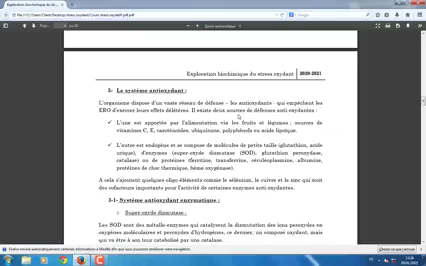 Exploration biochimique du stress oxydant 2020-2021
3- Le système antioxydant :
L'organisme dispose d'un vaste réseau de défense – les antioxydants - qui empêchent les
ERO d'exercer leurs effets délétères. Il existe deux sources de défenses anti-oxydantes :
✓ L'une est apportée par l'alimentation via les fruits et légumes ; sources de
vitamines C, E, caroténoïdes, ubiquinone, polyphénols ou acide lipoïque.
✓ L'autre est endogène et se compose de molécules de petite taille (glutathion, acide
urique), d'enzymes (super-oxyde dismutase (SOD), glutathion peroxydase,
catalase) ou de protéines (ferritine, transferrine, céruléoplasmine, albumine,
protéines de choc thermique, hème oxygénase).
A cela s'ajoutent quelques oligo-éléments comme le sélénium, le cuivre et le zinc qui sont
des cofacteurs importants pour l'activité de certaines enzymes anti-oxydantes.
3-1- Système antioxydant enzymatique :
Super-oxyde dismutase :
Les SOD sont des métallo-enzymes qui catalysent la dismutation des ions peroxydes en
oxygènes moléculaires et peroxydes d'hydrogène, ce dernier, un composé oxydant, mais
qui va être à son tour catabolisé par une catalase.